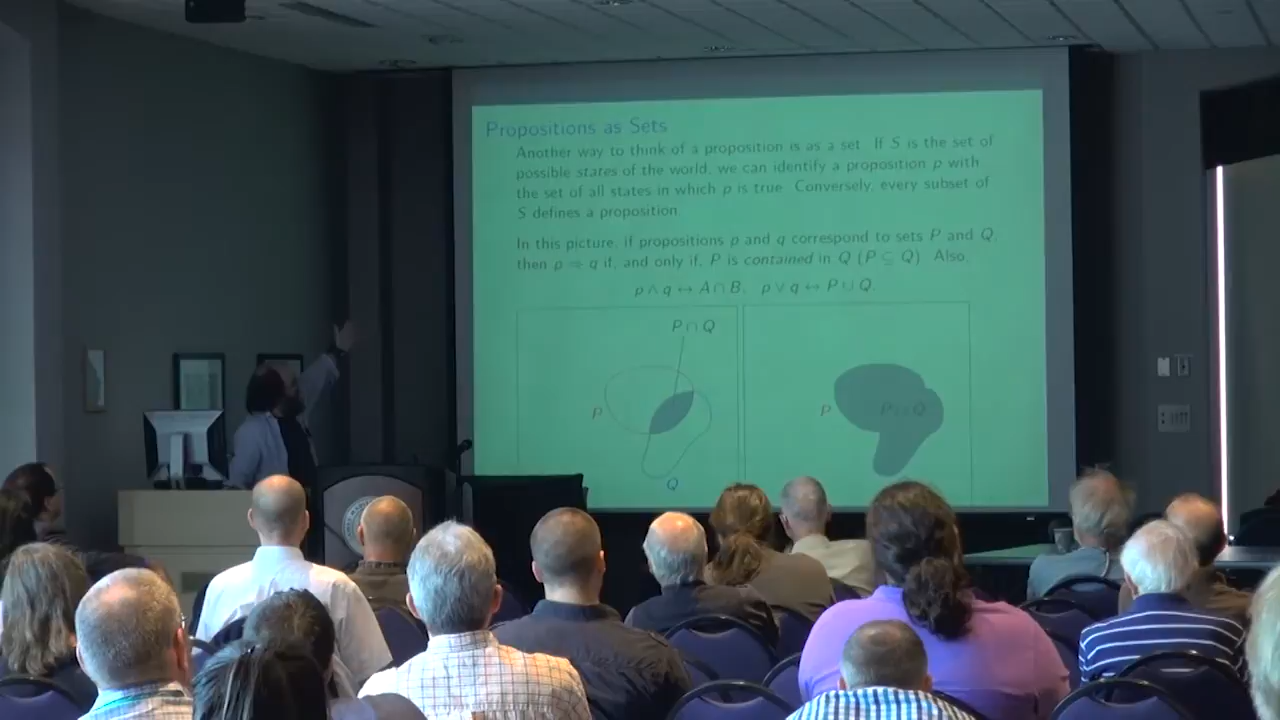 Propositions as Sets
Another way to think of a proposition is as a set. If S is the set of
possible states of the world, we can identify a proposition p with
the set of all states in which p is true. Conversely, every subset of
S defines a proposition.
In this picture, if propositions p and q correspond to sets P and Q,
then p ⇒ q if, and only if, P is contained in Q (P ⊆ Q). Also,
p ∧ q ↔ A ∩ B, p ∨ q ↔ P ∪ Q.
P ∩ Q
P
Q
P
P ∪ Q